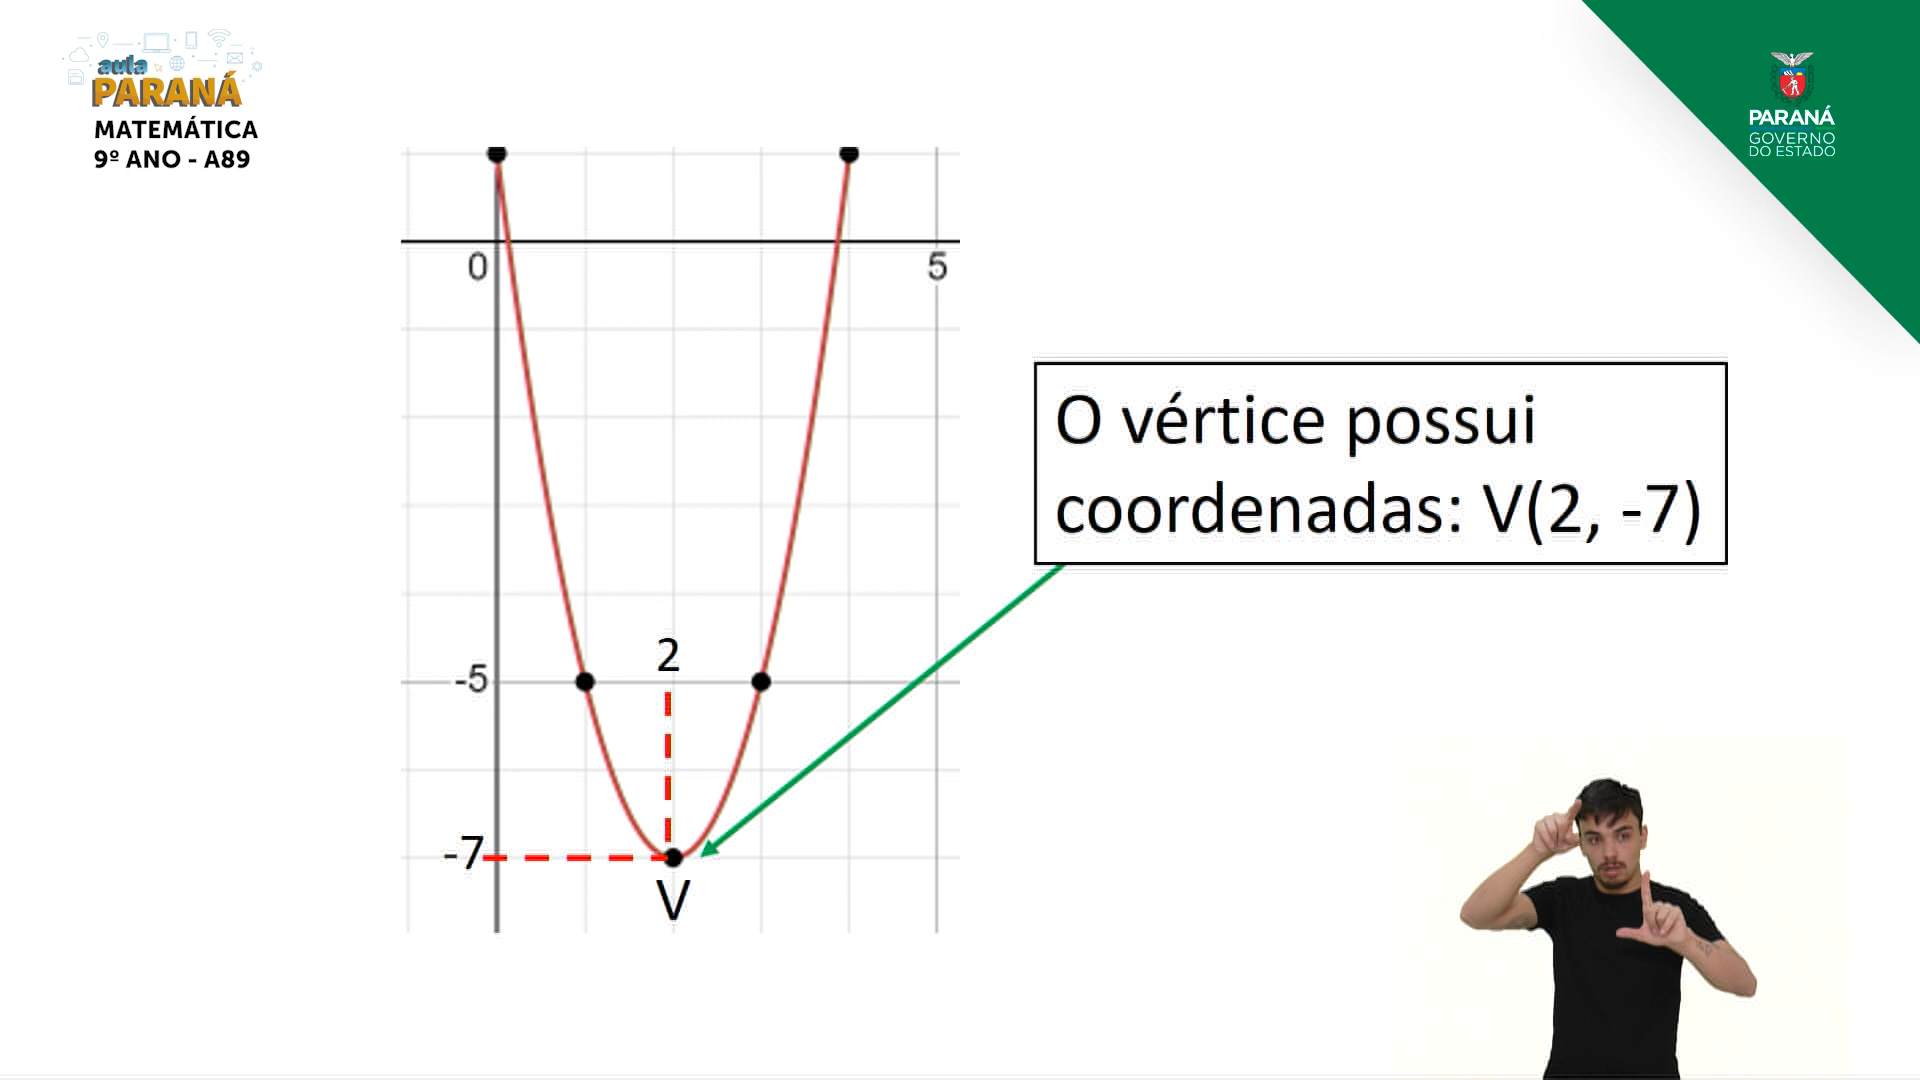 aula
PARANÁ
MATEMÁTICA
9º ANO - A89
PARANÁ
GOVERNO
DO ESTADO
0
5
O vértice possui
coordenadas: V(2, -7)
2
-5
-7
V